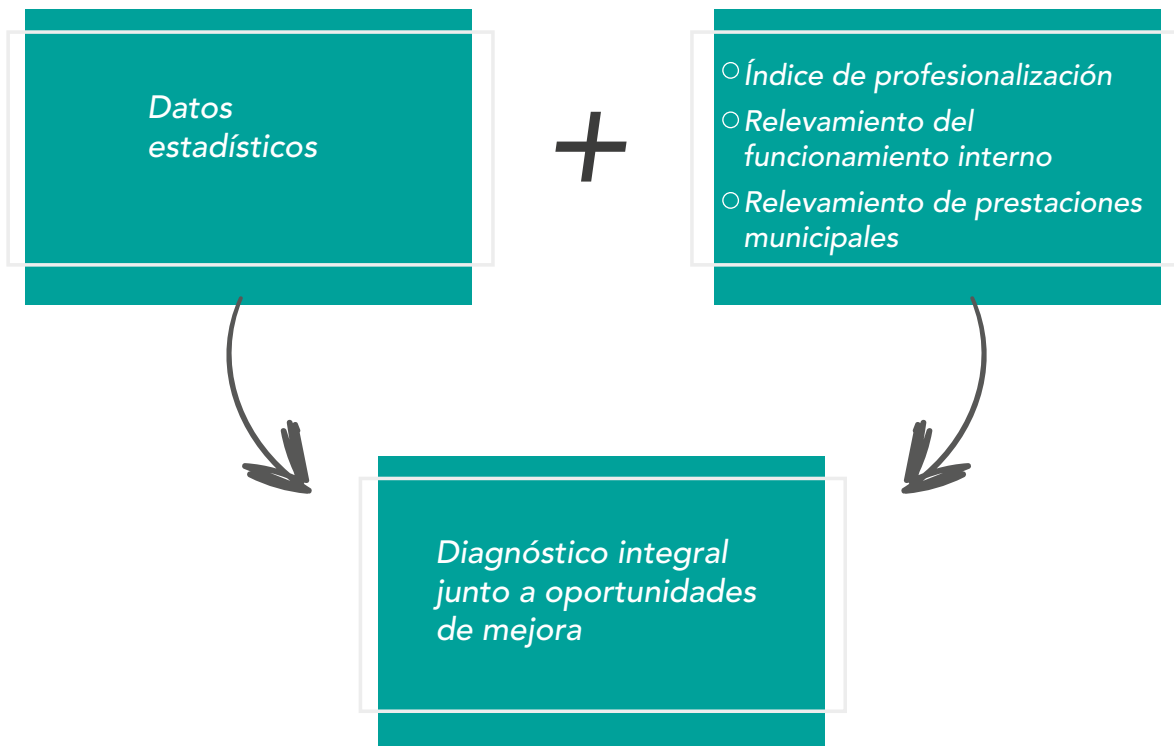 Datos
estadísticos
+
○ Índice de profesionalización
○ Relevamiento del
funcionamiento interno
○ Relevamiento de prestaciones
municipales
Diagnóstico integral
junto a oportunidades
de mejora